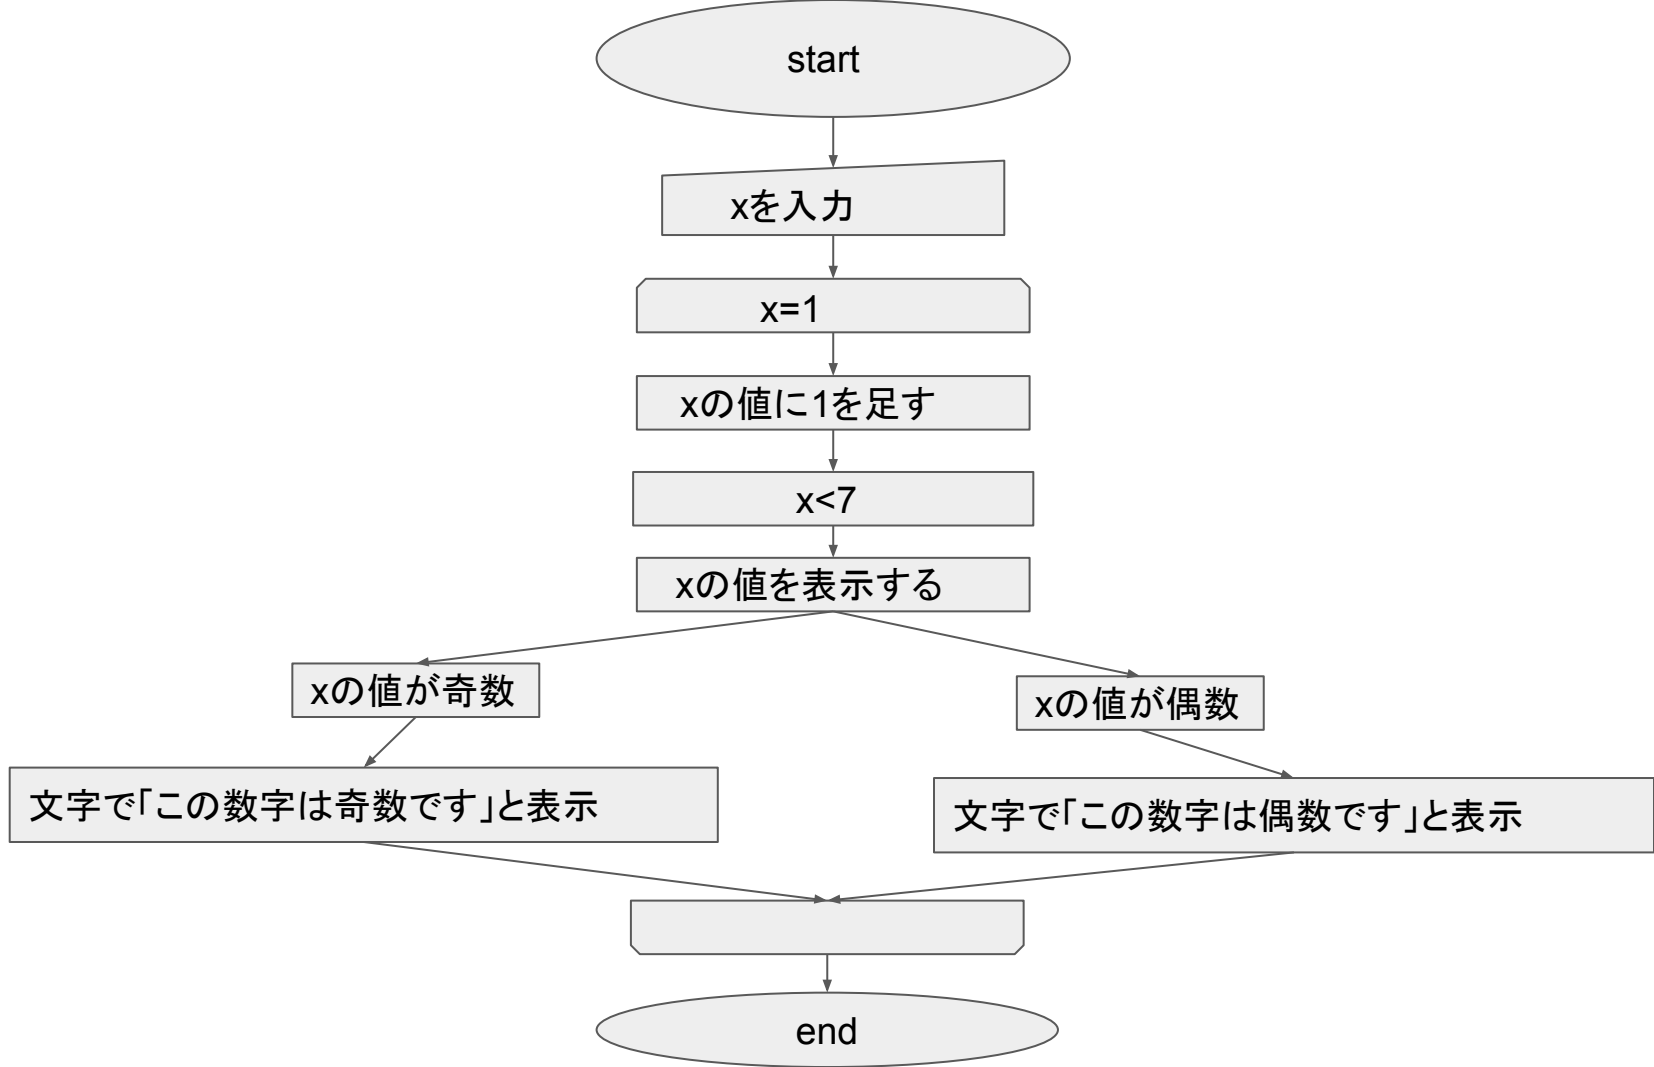 start
xを入力
x=1
xの値に1を足す
x<7
xの値を表示する
xの値が奇数
xの値が偶数
文字で「この数字は奇数です」と表示
文字で「この数字は偶数です」と表示
end